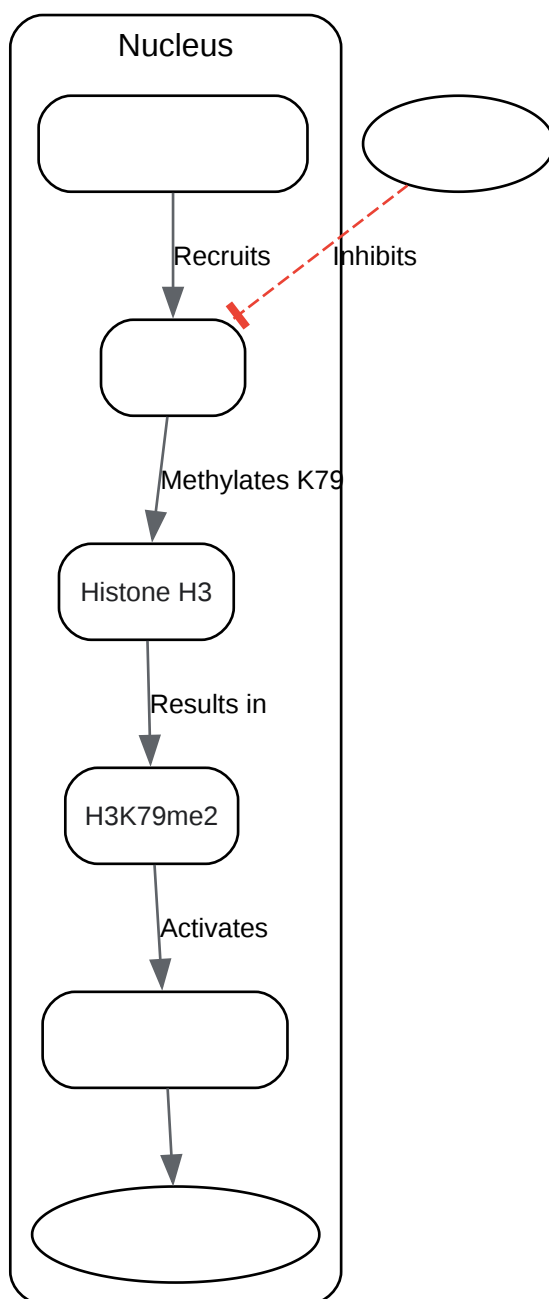 Nucleus
Recruits
Inhibits
Methylates K79
Histone H3
Results in
H3K79me2
Activates